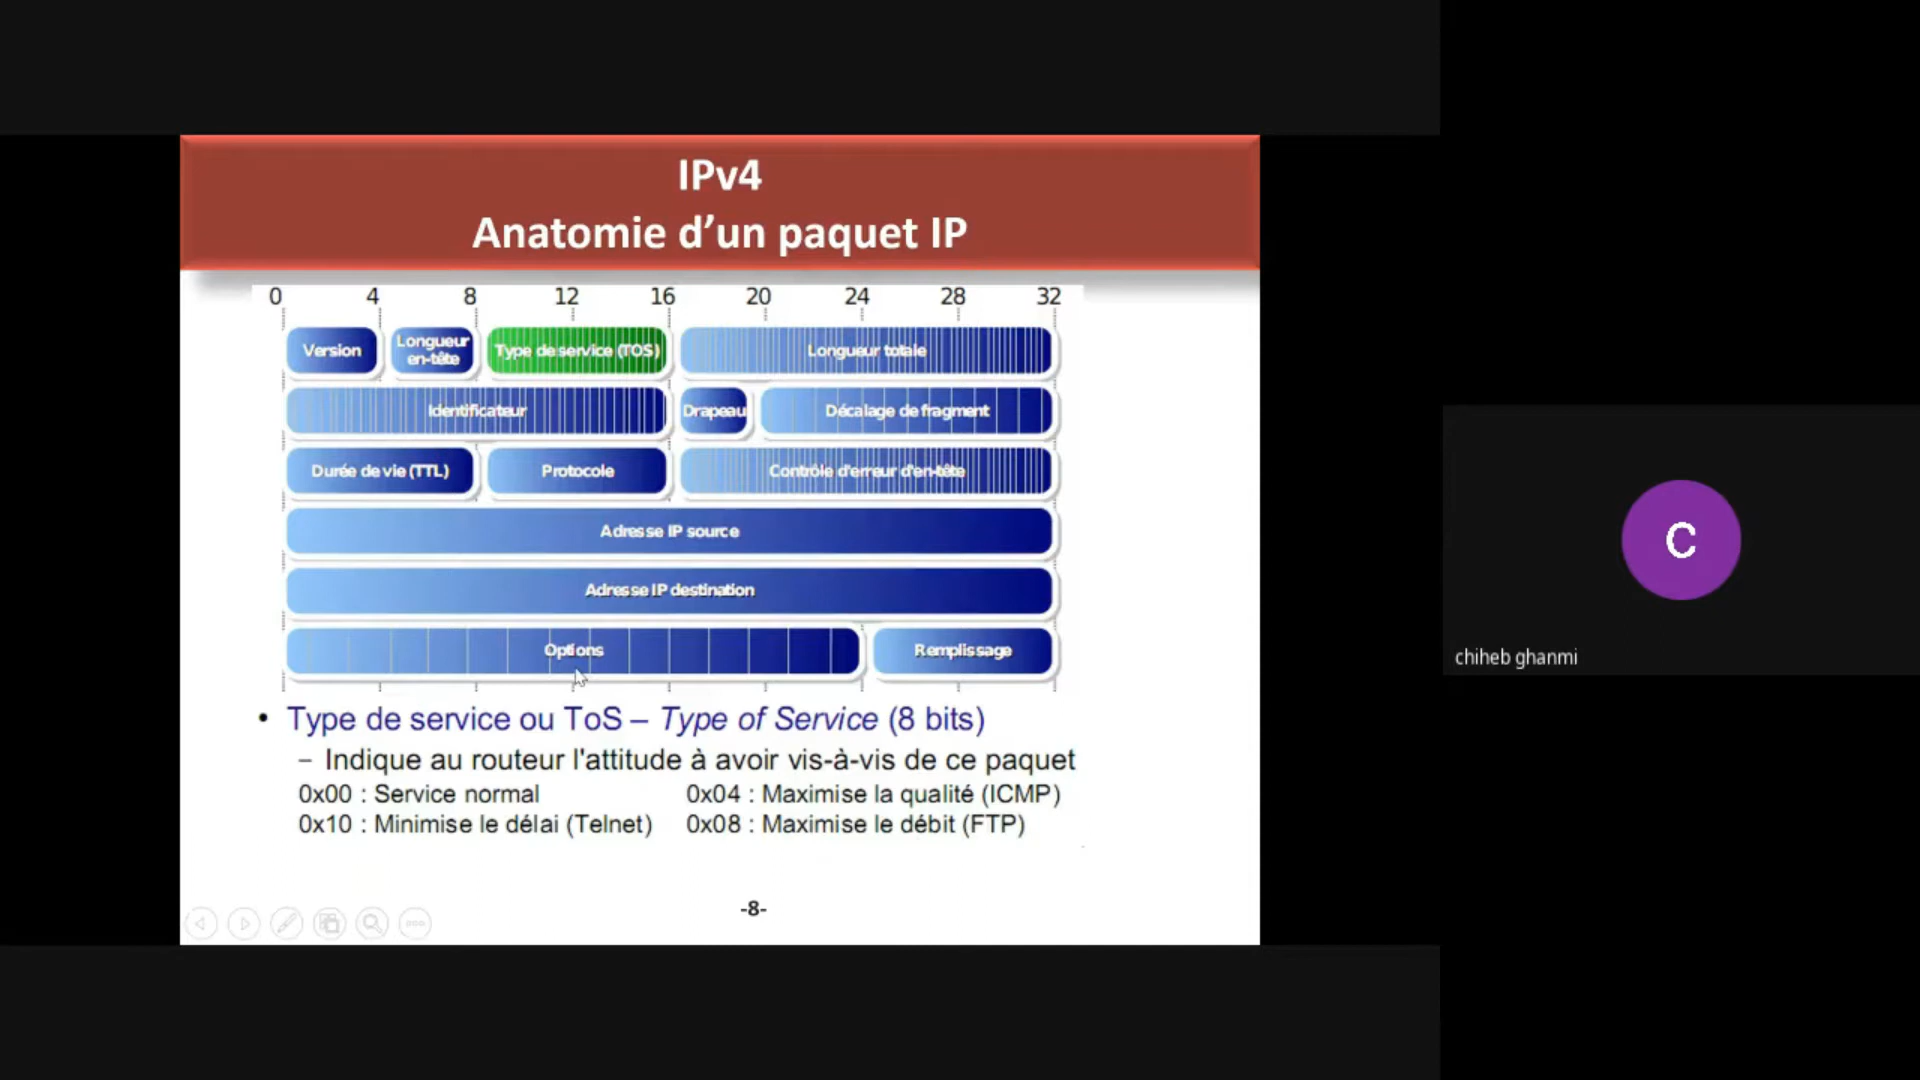 IPv4
Anatomie d’un paquet IP
0 4 8 12 16 20 24 28 32
Version Longueur en-tête Type de service (TOS) Longueur totale
Identificateur Drapeau Décalage de fragment
Durée de vie (TTL) Protocole Contrôle d'erreur d'en-tête
Adresse IP source
Adresse IP destination
Options Remplissage
• Type de service ou ToS – Type of Service (8 bits)
– Indique au routeur l'attitude à avoir vis-à-vis de ce paquet
0x00 : Service normal 0x04 : Maximise la qualité (ICMP)
0x10 : Minimise le délai (Telnet) 0x08 : Maximise le débit (FTP)
-8-
C
chiheb ghanmi